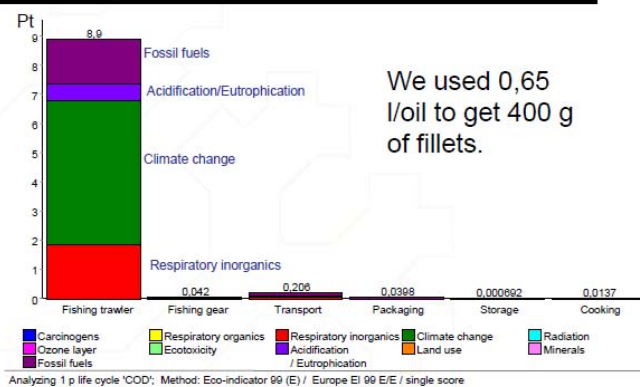 Pt
9
8
7
6
5
4
3
2
1
0
8,9
0,042
0,206
0,0398
0,000692
0,0137
Fossil fuels
Acidification/Eutrophication
Climate change
Respiratory inorganics
We used 0,65
l/oil to get 400 g
of fillets.
Fishing trawler Fishing gear Transport Packaging Storage Cooking
Carcinogens Respiratory organics Respiratory inorganics Climate change Radiation
Ozone layer Ecotoxicity Acidification Land use Minerals
Fossil fuels / Eutrophication
Analyzing 1 p life cycle 'COD'; Method: Eco-indicator 99 (E) / Europe EI 99 E/E / single score